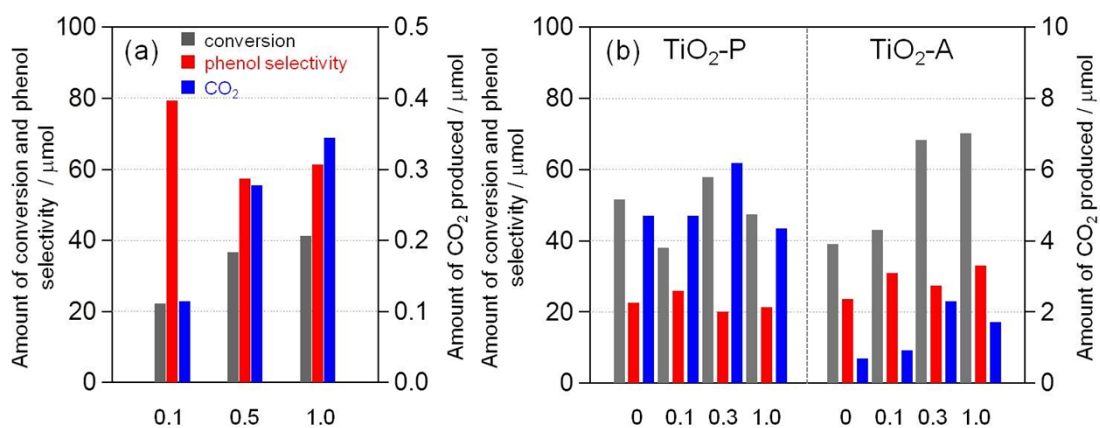 (a)
conversion
phenol selectivity
CO₂
Amount of conversion and phenol
selectivity / μmol
100
80
60
40
20
0
0.1 0.5 1.0
0.5
0.4
0.3
0.2
0.1
0.0
Amount of CO₂ produced / μmol
(b)
TiO₂-P TiO₂-A
Amount of conversion and phenol
selectivity / μmol
100
80
60
40
20
0
0 0.1 0.3 1.0 0 0.1 0.3 1.0
10
8
6
4
2
0
Amount of CO₂ produced / μmol